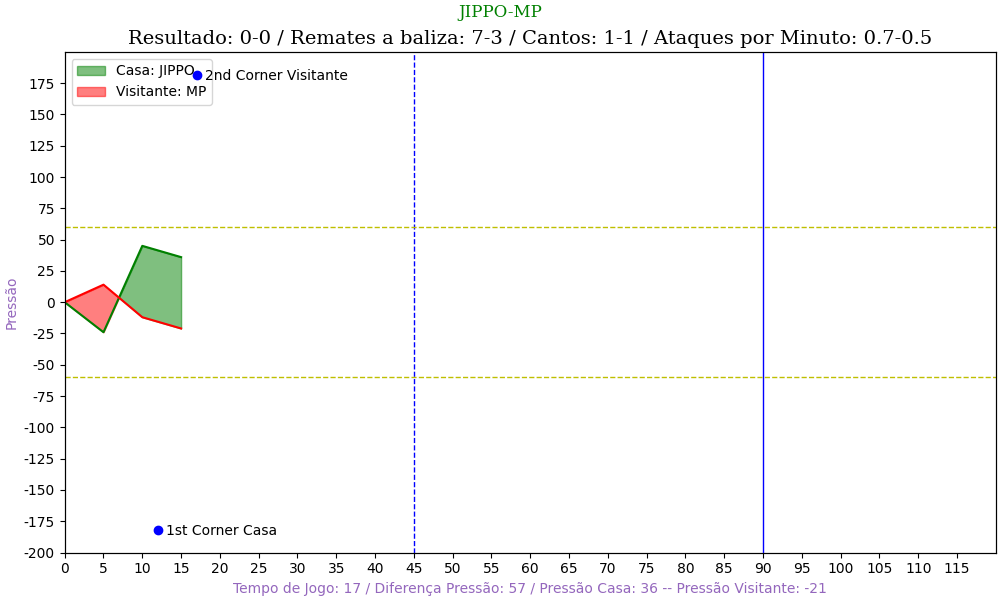 JIPPO-MP
Resultado: 0-0 / Remates a baliza: 7-3 / Cantos: 1-1 / Ataques por Minuto: 0.7-0.5
Casa: JIPPO
Visitante: MP
2nd Corner Visitante
175
150
125
100
75
50
25
0
-25
-50
-75
-100
-125
-150
-175
-200
Pressão
1st Corner Casa
0 5 10 15 20 25 30 35 40 45 50 55 60 65 70 75 80 85 90 95 100 105 110 115
Tempo de Jogo: 17 / Diferença Pressão: 57 / Pressão Casa: 36 -- Pressão Visitante: -21